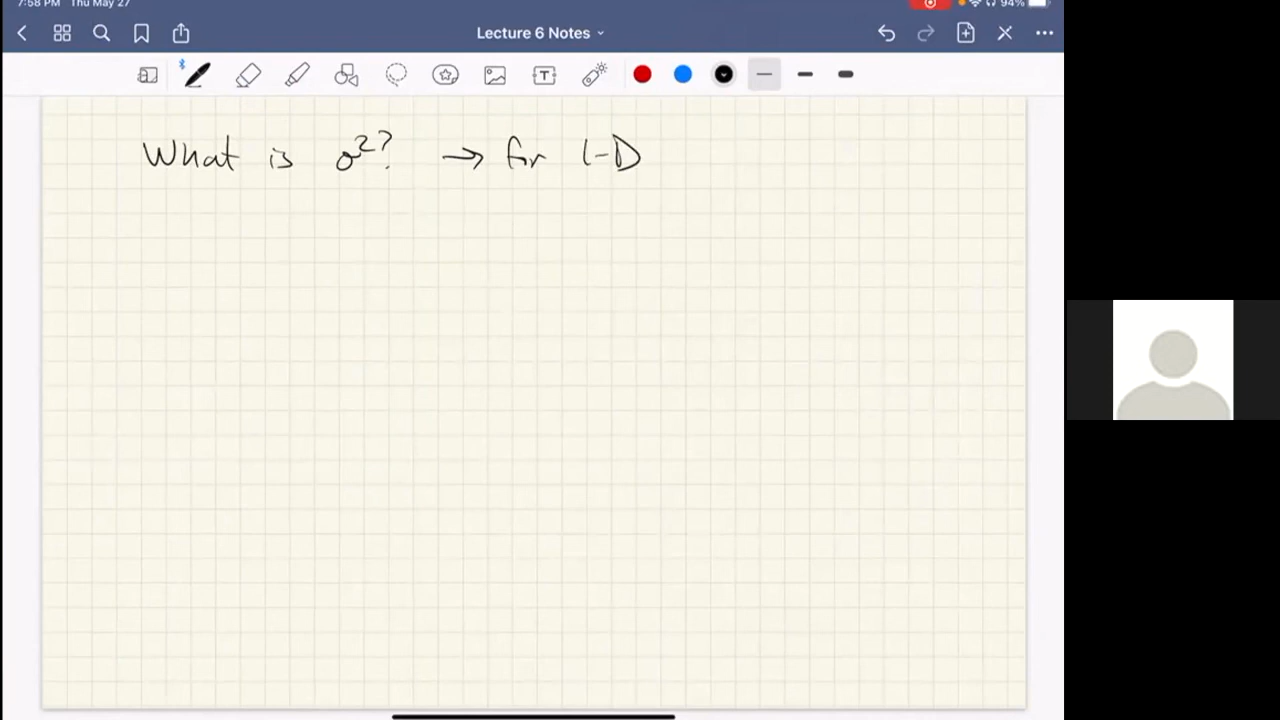 7:58 PM Thu May 27
94%
Lecture 6 Notes
T
What is σ²? → for 1-D